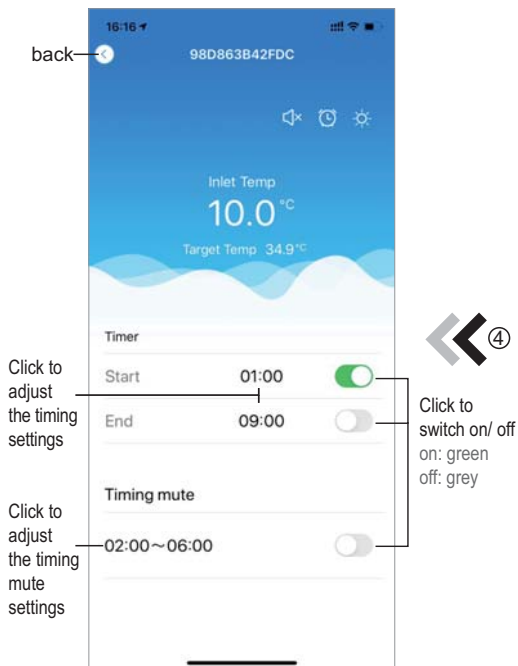 16:16
back
98D863B42FDC
Inlet Temp
10.0 °C
Target Temp 34.9°C
④
Timer
Start 01:00
End 09:00
Click to
adjust
the timing
settings
Click to
switch on/ off
on: green
off: grey
Timing mute
02:00～06:00
Click to
adjust
the timing
mute
settings